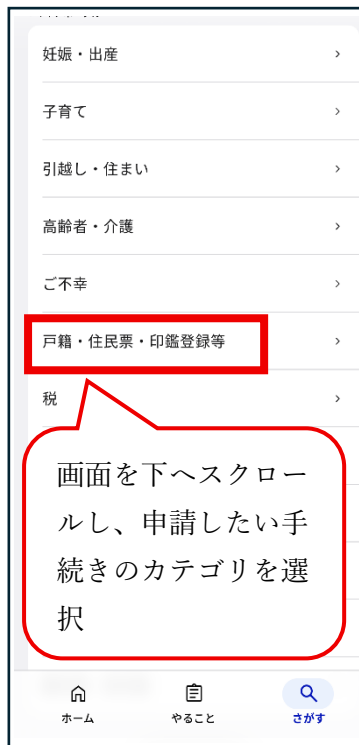 妊娠・出産
子育て
引越し・住まい
高齢者・介護
ご不幸
戸籍・住民票・印鑑登録等
税
画面を下へスクロー
ルし、申請したい手
続きのカテゴリを選
択
ホーム
やること
さがす